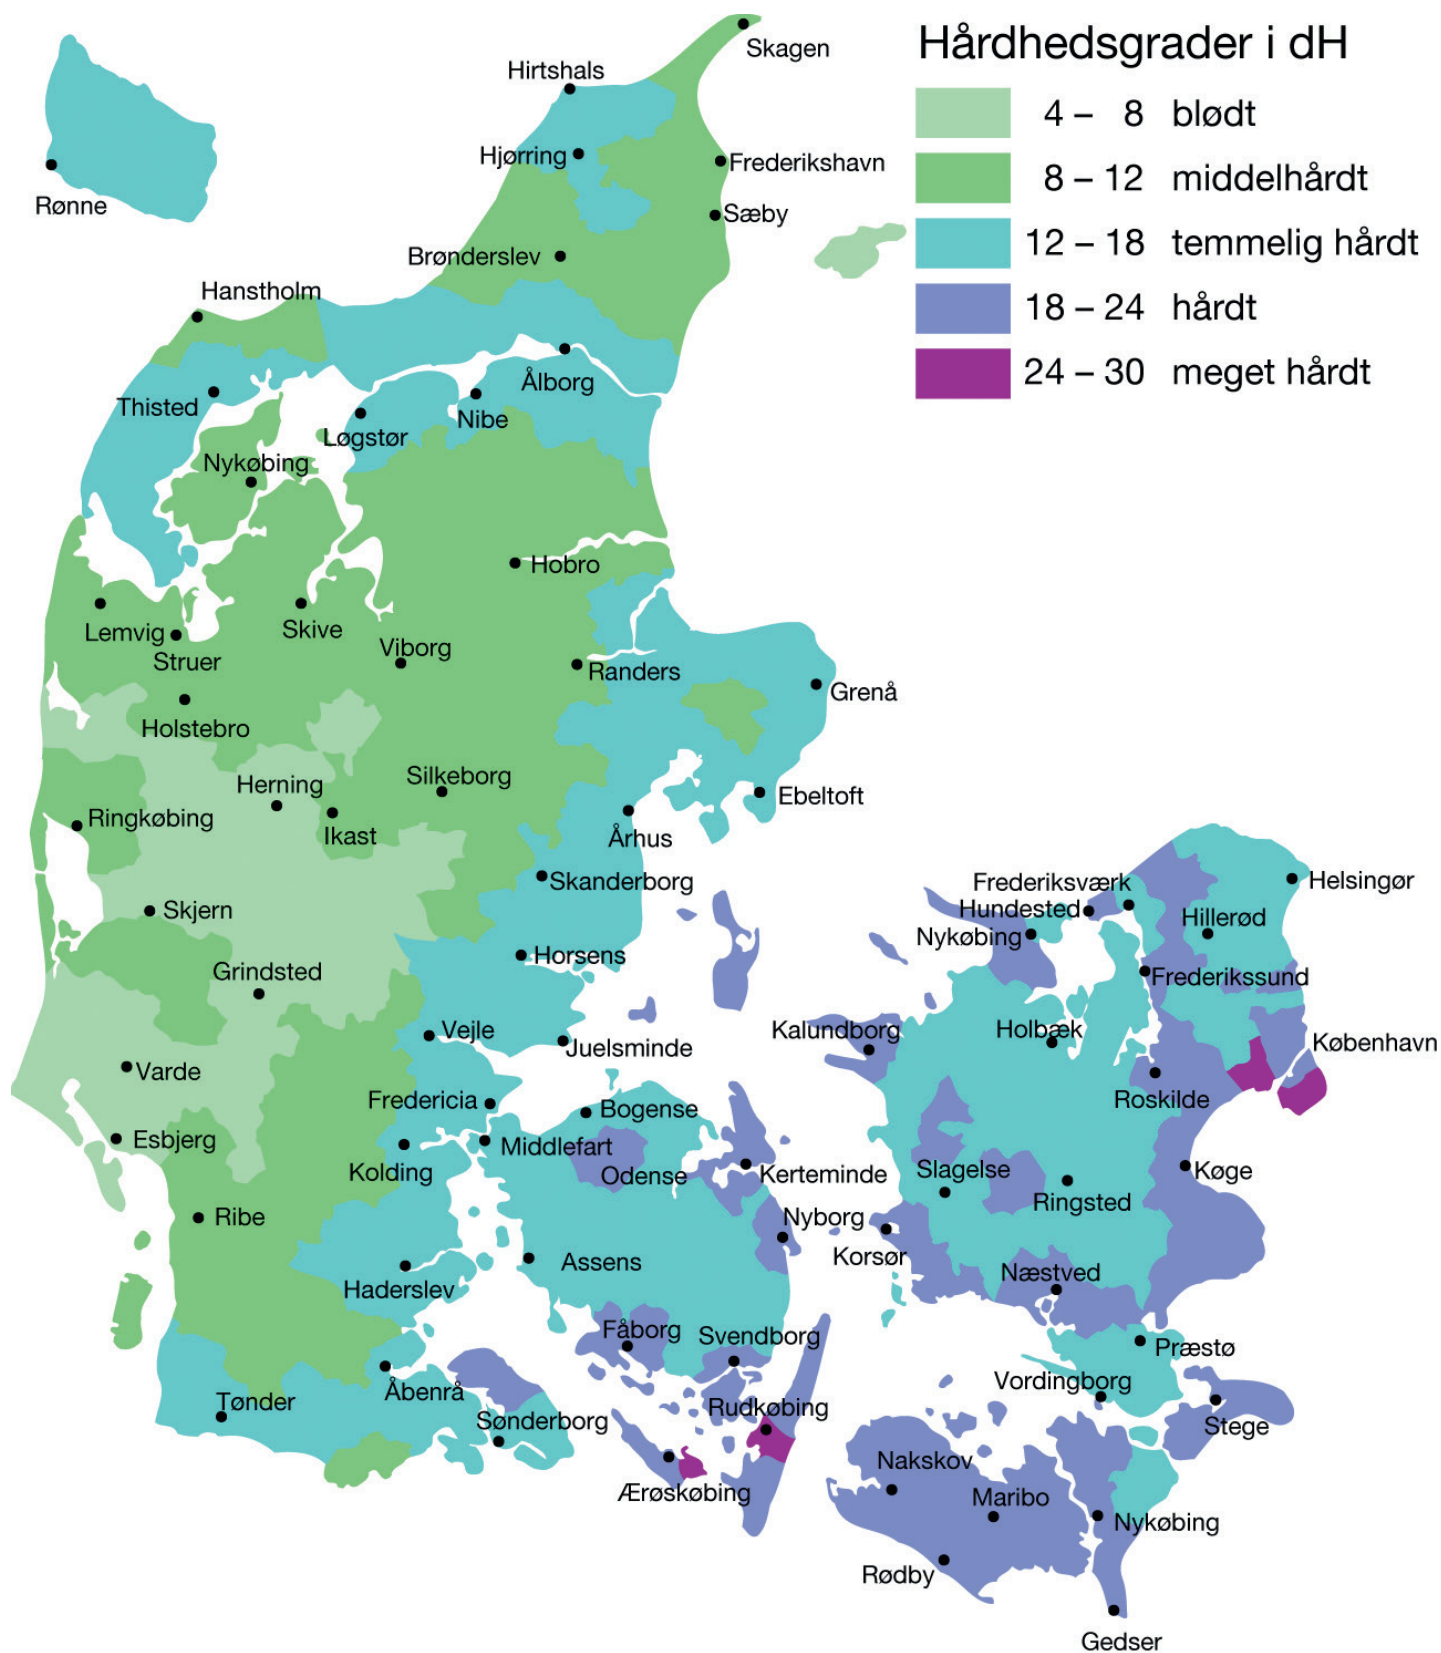 Hårdhedsgrader i dH
4 – 8 blødt
8 – 12 middelhårdt
12 – 18 temmelig hårdt
18 – 24 hårdt
24 – 30 meget hårdt
Skagen
Hirtshals
Hjørring
Frederikshavn
Rønne
Sæby
Brønderslev
Hanstholm
Ålborg
Thisted
Nibe
Løgstør
Nykøbing
Hobro
Lemvig
Skive
Struer
Viborg
Randers
Grenå
Holstebro
Silkeborg
Herning
Ebeltoft
Ringkøbing
Ikast
Århus
Skanderborg
Skjern
Horsens
Grindsted
Vejle
Juelsminde
Varde
Fredericia
Bogense
Esbjerg
Middlefart
Kolding
Odense
Kerteminde
Ribe
Nyborg
Assens
Haderslev
Fåborg
Svendborg
Åbenrå
Tønder
Sønderborg
Rudkøbing
Ærøskøbing
Frederiksværk
Helsingør
Hundested
Hillerød
Nykøbing
Frederikssund
Kalundborg
Holbæk
København
Roskilde
Slagelse
Køge
Ringsted
Korsør
Næstved
Præstø
Vordingborg
Stege
Nakskov
Maribo
Nykøbing
Rødby
Gedser